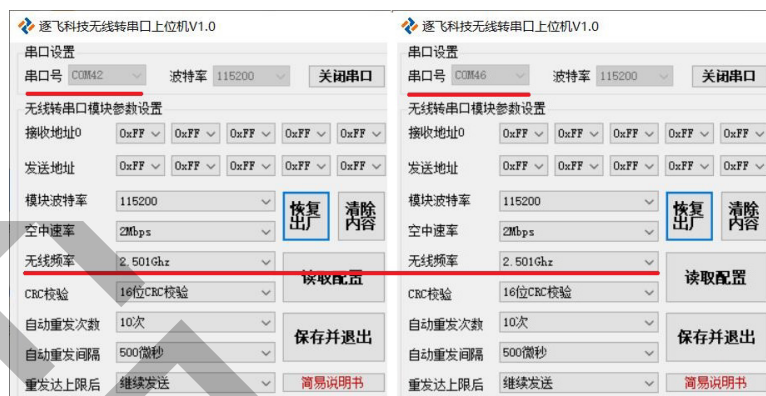 逐飞科技无线转串口上位机V1.0
串口设置
串口号 COM42 波特率 115200 关闭串口
无线转串口模块参数设置
接收地址0 0xFF 0xFF 0xFF 0xFF 0xFF
发送地址 0xFF 0xFF 0xFF 0xFF 0xFF
模块波特率 115200 恢复出厂 清除内容
空中速率 2Mbps
无线频率 2.501Ghz 读取配置
CRC校验 16位CRC校验
自动重发次数 10次 保存并退出
自动重发间隔 500微秒
重发达上限后 继续发送 简易说明书
逐飞科技无线转串口上位机V1.0
串口设置
串口号 COM46 波特率 115200 关闭串口
无线转串口模块参数设置
接收地址0 0xFF 0xFF 0xFF 0xFF 0xFF
发送地址 0xFF 0xFF 0xFF 0xFF 0xFF
模块波特率 115200 恢复出厂 清除内容
空中速率 2Mbps
无线频率 2.501Ghz 读取配置
CRC校验 16位CRC校验
自动重发次数 10次 保存并退出
自动重发间隔 500微秒
重发达上限后 继续发送 简易说明书